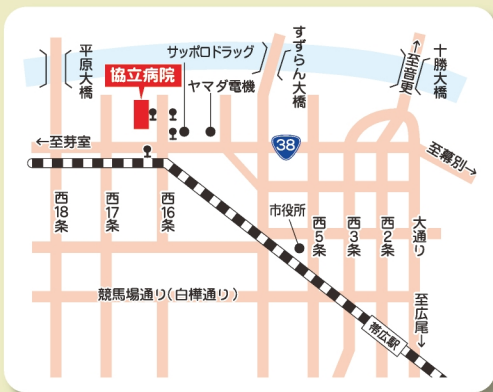 平原大橋
サッポロドラッグ
すずらん大橋
←至音更
十勝大橋
協立病院
ヤマダ電機
←至芽室
38
至幕別→
西18条
西17条
西16条
市役所
西5条
西3条
西2条
大通り
競馬場通り(白樺通り)
至広尾→
帯広駅